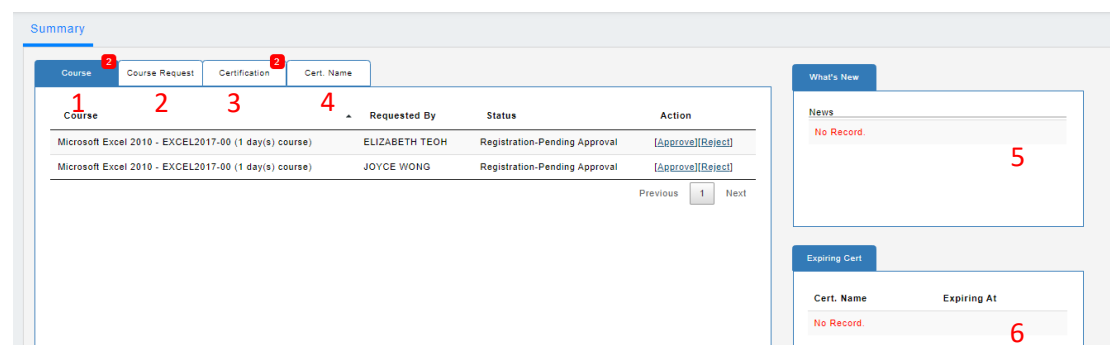 Summary
Course 2 Course Request Certification 2 Cert. Name
1 2 3 4
Course Requested By Status Action
Microsoft Excel 2010 - EXCEL2017-00 (1 day(s) course) ELIZABETH TEOH Registration-Pending Approval [Approve][Reject]
Microsoft Excel 2010 - EXCEL2017-00 (1 day(s) course) JOYCE WONG Registration-Pending Approval [Approve][Reject]
Previous 1 Next
What's New
News
No Record.
5
Expiring Cert
Cert. Name Expiring At
No Record.
6